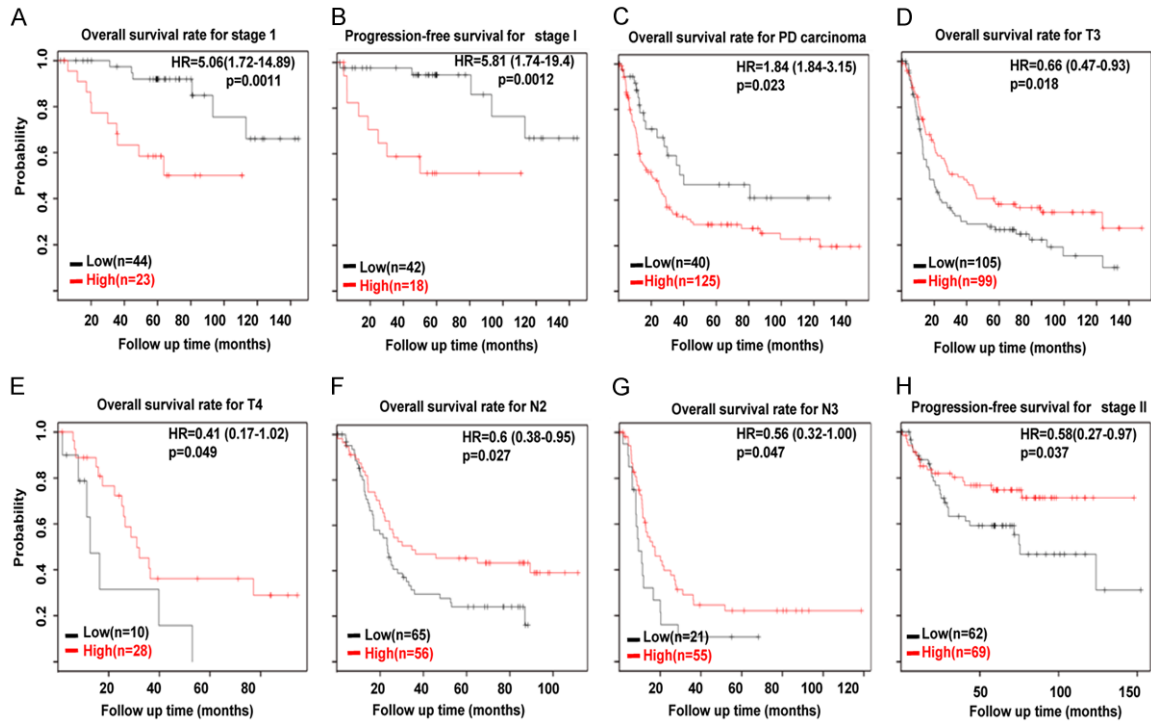 A
Overall survival rate for stage 1
HR=5.06(1.72-14.89)
p=0.0011
Probability
1.0
0.8
0.6
0.4
0.2
Low(n=44)
High(n=23)
20 40 60 80 100 120 140
Follow up time (months)
B
Progression-free survival for stage I
HR=5.81 (1.74-19.4)
p=0.0012
Low(n=42)
High(n=18)
20 40 60 80 100 120 140
Follow up time (months)
C
Overall survival rate for PD carcinoma
HR=1.84 (1.84-3.15)
p=0.023
Low(n=40)
High(n=125)
20 40 60 80 100 120 140
Follow up time (months)
D
Overall survival rate for T3
HR=0.66 (0.47-0.93)
p=0.018
Low(n=105)
High(n=99)
20 40 60 80 100 120 140
Follow up time (months)
E
Overall survival rate for T4
HR=0.41 (0.17-1.02)
p=0.049
Probability
1.0
0.8
0.6
0.4
0.2
Low(n=10)
High(n=28)
20 40 60 80
Follow up time (months)
F
Overall survival rate for N2
HR=0.6 (0.38-0.95)
p=0.027
Low(n=65)
High(n=56)
20 40 60 80 100
Follow up time (months)
G
Overall survival rate for N3
HR=0.56 (0.32-1.00)
p=0.047
Low(n=21)
High(n=55)
20 40 60 80 100 120
Follow up time (months)
H
Progression-free survival for stage II
HR=0.58(0.27-0.97)
p=0.037
Low(n=62)
High(n=69)
50 100 150
Follow up time (months)